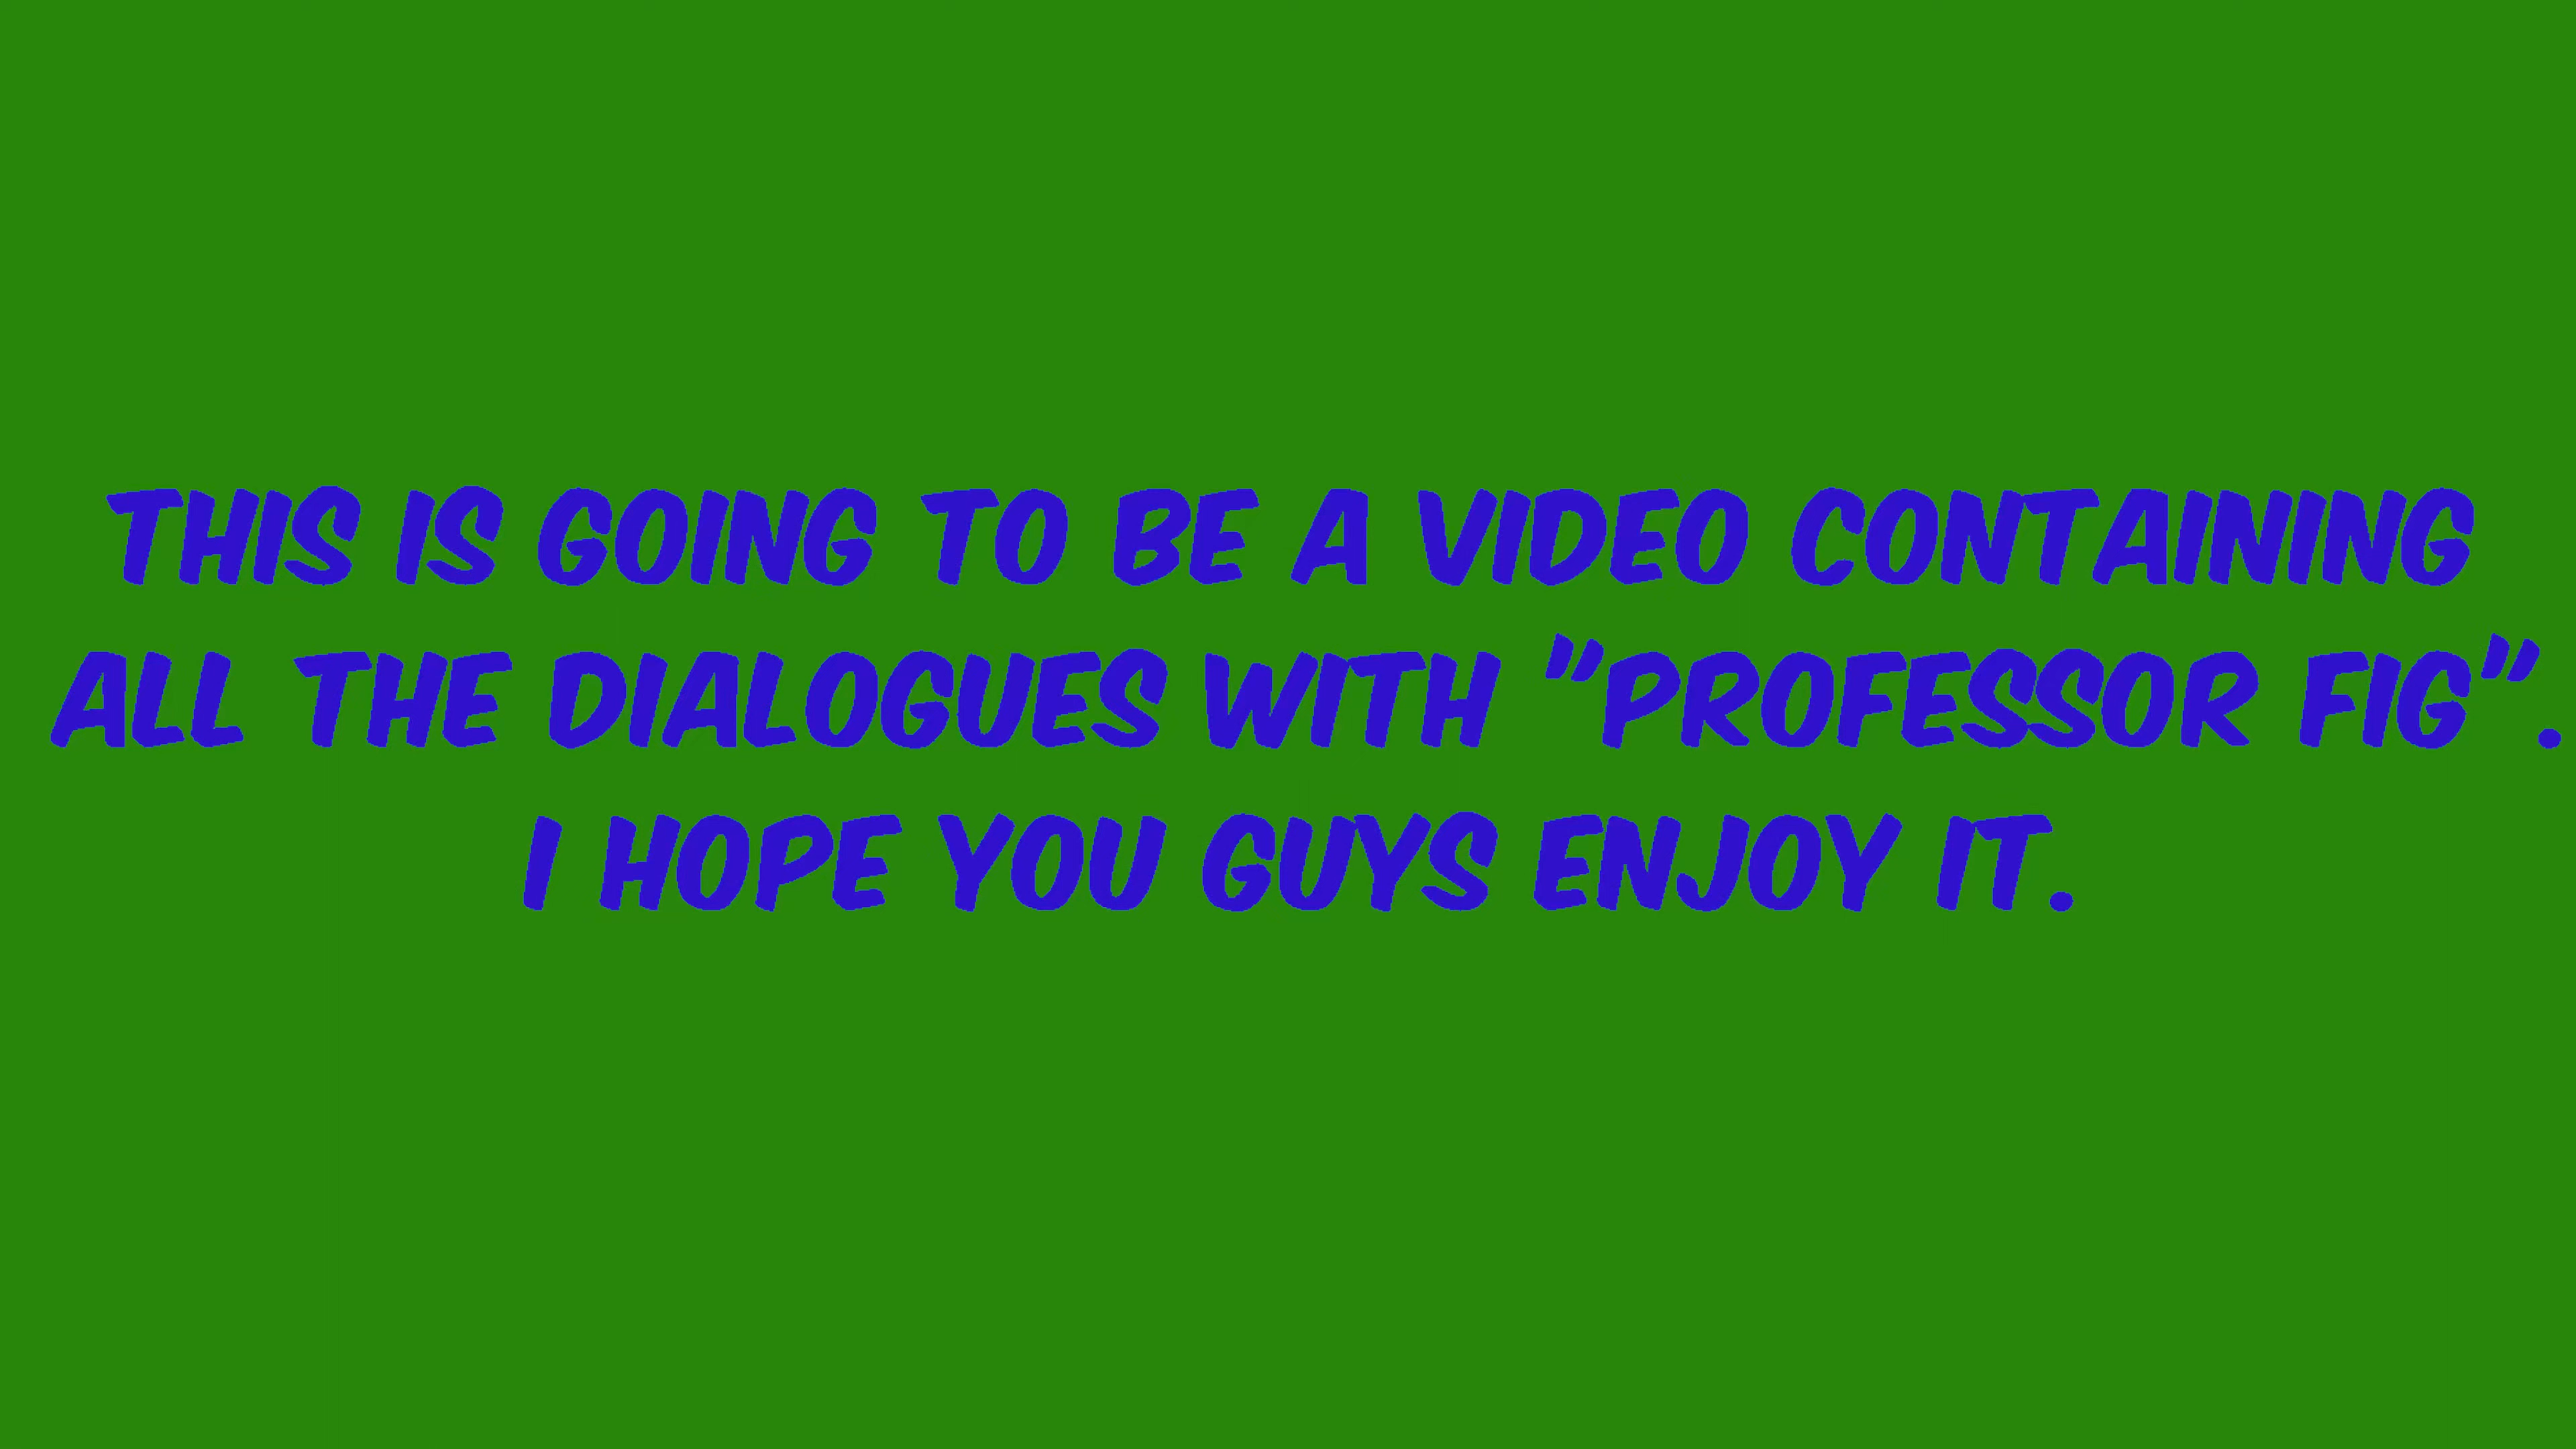 THIS IS GOING TO BE A VIDEO CONTAINING
ALL THE DIALOGUES WITH "PROFESSOR FIG".
I HOPE YOU GUYS ENJOY IT.